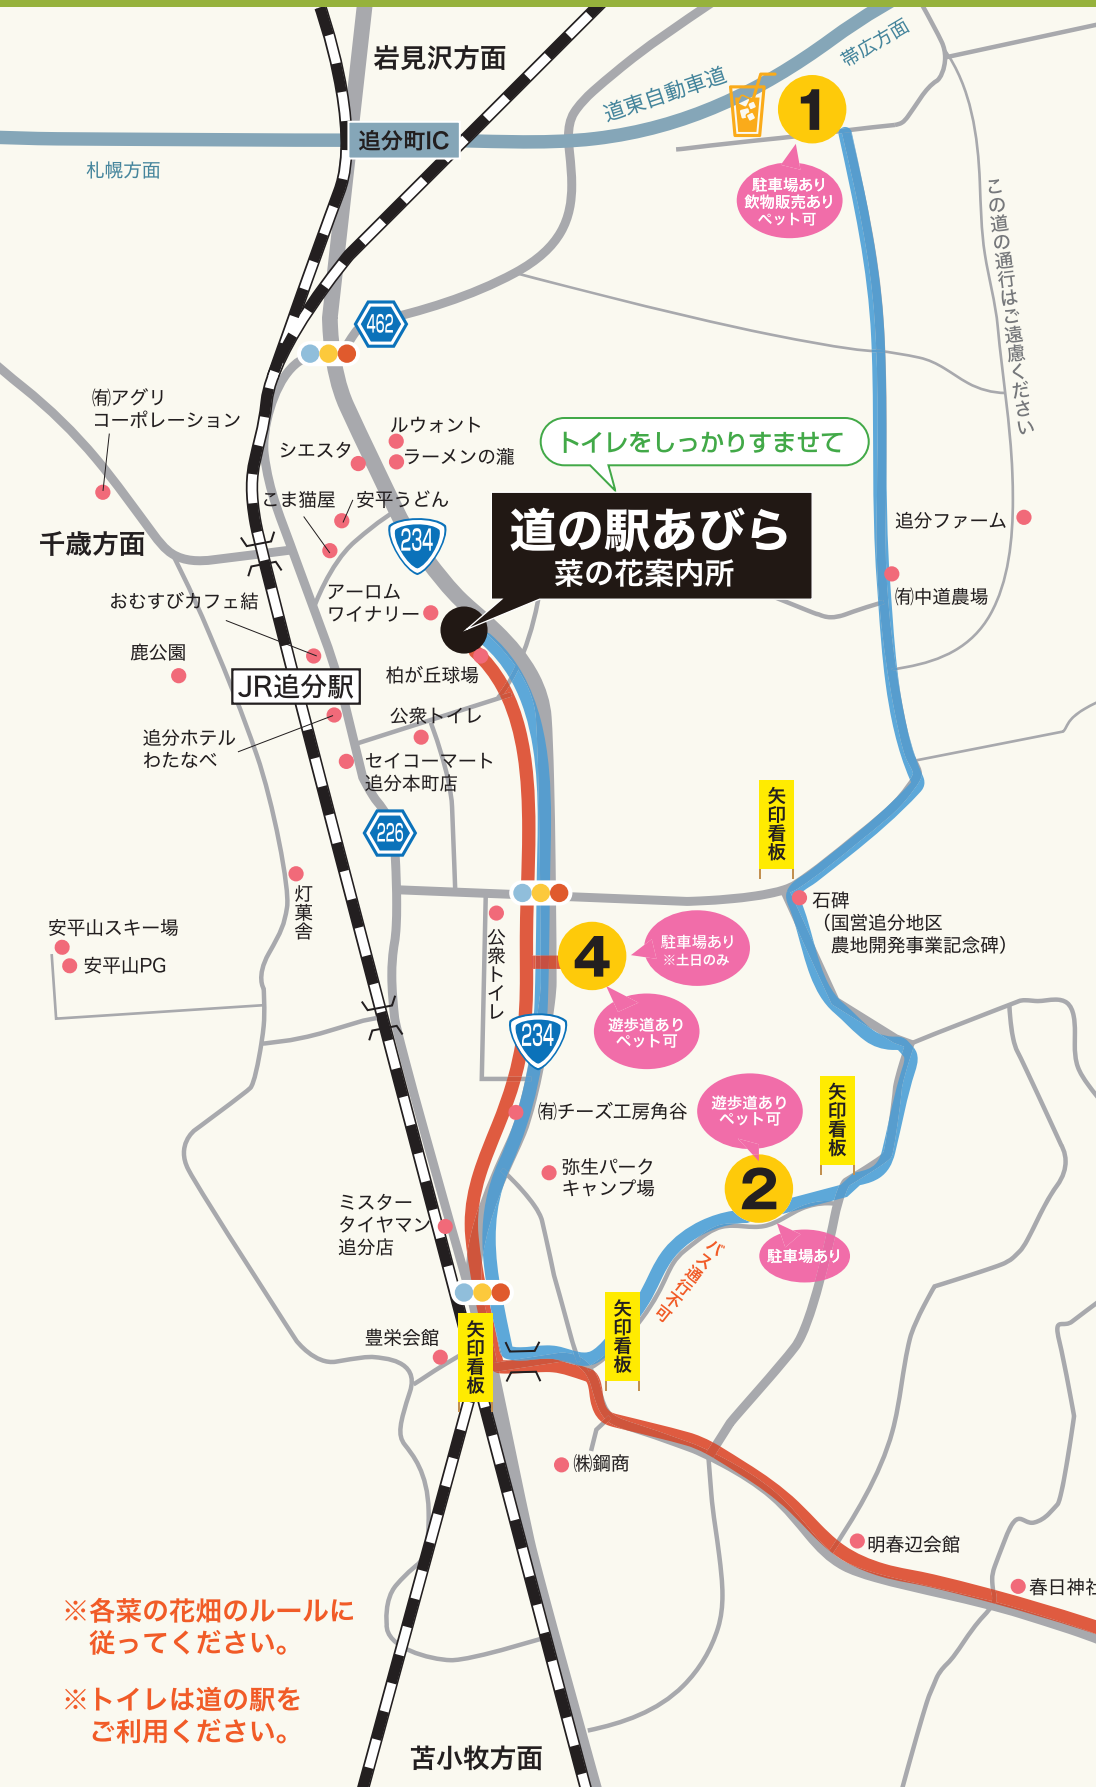 岩見沢方面
道東自動車道
帯広方面
追分町IC
札幌方面
1
駐車場あり
飲物販売あり
ペット可
この道の通行はご遠慮ください
462
㈲アグリ
コーポレーション
ルウォント
シエスタ
ラーメンの瀧
トイレをしっかりすませて
こま猫屋
安平うどん
道の駅あびら
菜の花案内所
234
追分ファーム
千歳方面
㈲中道農場
おむすびカフェ結
アーロム
ワイナリー
鹿公園
JR追分駅
柏が丘球場
公衆トイレ
追分ホテル
わたなべ
セイコーマート
追分本町店
226
矢印看板
灯菓舎
石碑
（国営追分地区
農地開発事業記念碑）
安平山スキー場
安平山PG
公衆トイレ
4
駐車場あり
※土日のみ
遊歩道あり
ペット可
234
㈲チーズ工房角谷
遊歩道あり
ペット可
矢印看板
弥生パーク
キャンプ場
2
ミスター
タイヤマン
追分店
駐車場あり
バス通行不可
矢印看板
豊栄会館
矢印看板
㈱鋼商
明春辺会館
春日神社
※各菜の花畑のルールに
従ってください。
※トイレは道の駅を
ご利用ください。
苫小牧方面